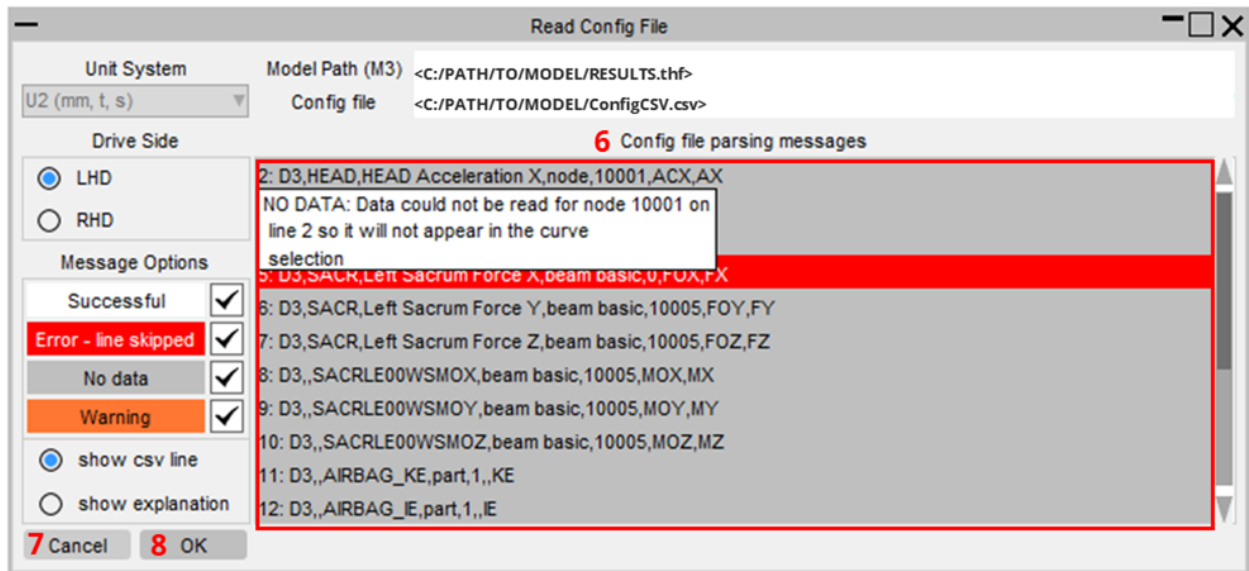 Read Config File
Unit System
U2 (mm, t, s)
Model Path (M3) <C:/PATH/TO/MODEL/RESULTS.thf>
Config file <C:/PATH/TO/MODEL/ConfigCSV.csv>
Drive Side
LHD
RHD
Message Options
Successful
Error - line skipped
No data
Warning
show csv line
show explanation
7 Cancel
8 OK
6 Config file parsing messages
2: D3,HEAD,HEAD Acceleration X,node,10001,ACX,AX
NO DATA: Data could not be read for node 10001 on
line 2 so it will not appear in the curve
selection
5: D3,SACR,Left Sacrum Force X,beam basic,0,FOX,FX
6: D3,SACR,Left Sacrum Force Y,beam basic,10005,FOY,FY
7: D3,SACR,Left Sacrum Force Z,beam basic,10005,FOZ,FZ
8: D3,,SACRLE00WSMOX,beam basic,10005,MOX,MX
9: D3,,SACRLE00WSMOY,beam basic,10005,MOY,MY
10: D3,,SACRLE00WSMOZ,beam basic,10005,MOZ,MZ
11: D3,,AIRBAG_KE,part,1,,KE
12: D3,,AIRBAG_IE,part,1,,IE